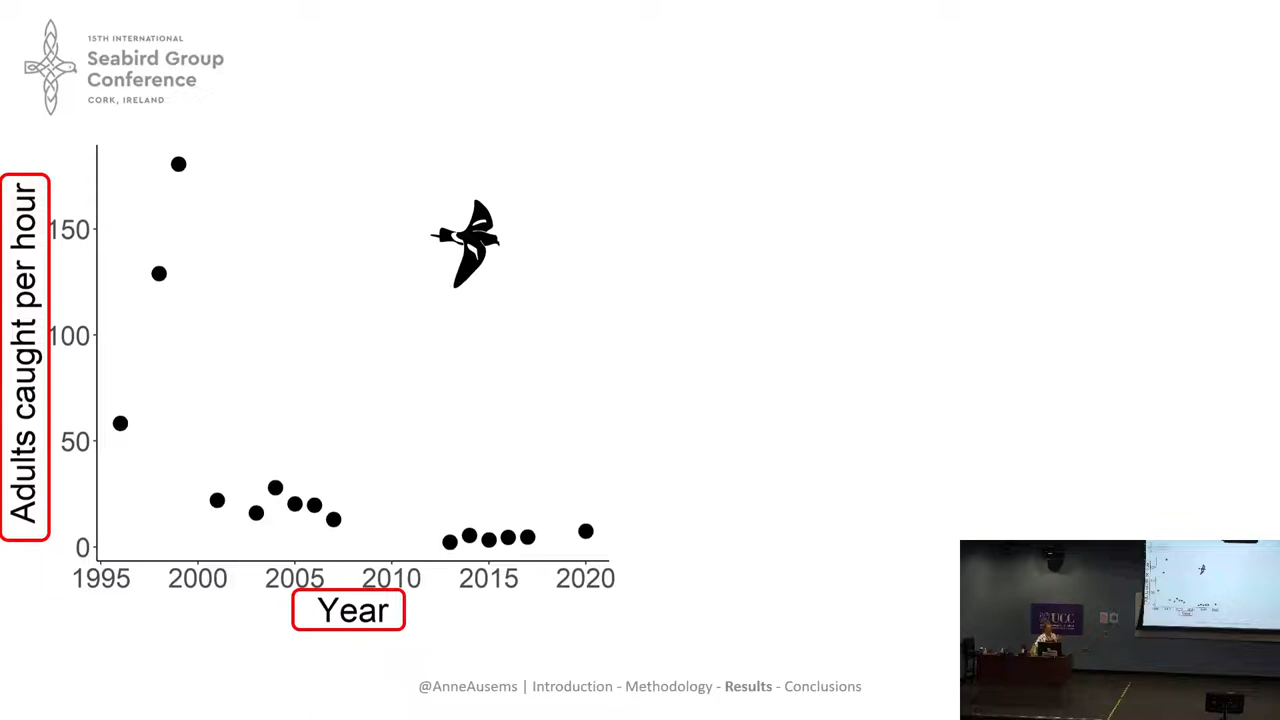 15TH INTERNATIONAL
Seabird Group
Conference
CORK, IRELAND
Adults caught per hour
150
100
50
0
1995 2000 2005 2010 2015 2020
Year
@AnneAusems | Introduction - Methodology - Results - Conclusions
UCC